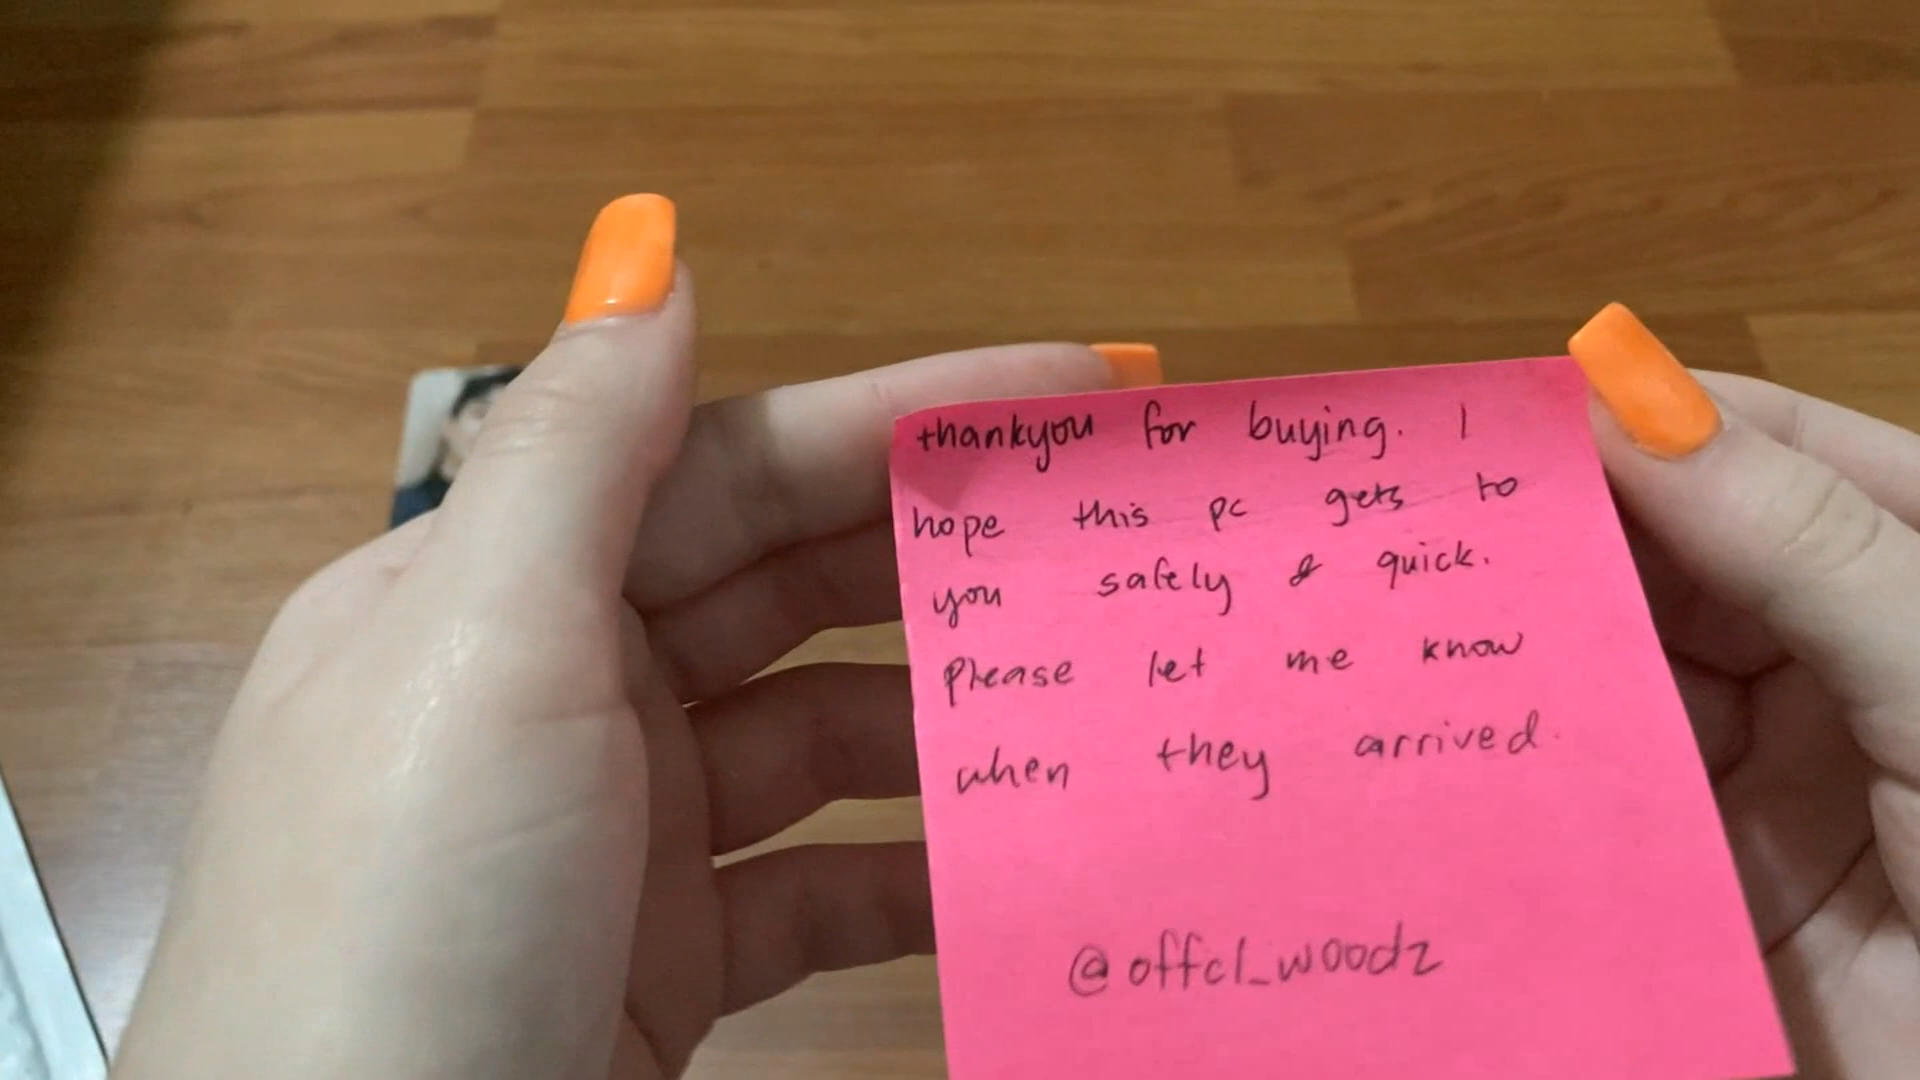 thankyou for buying. I
hope this pc gets to
you safely & quick.
Please let me know
when they arrived.
@offcl_woodz